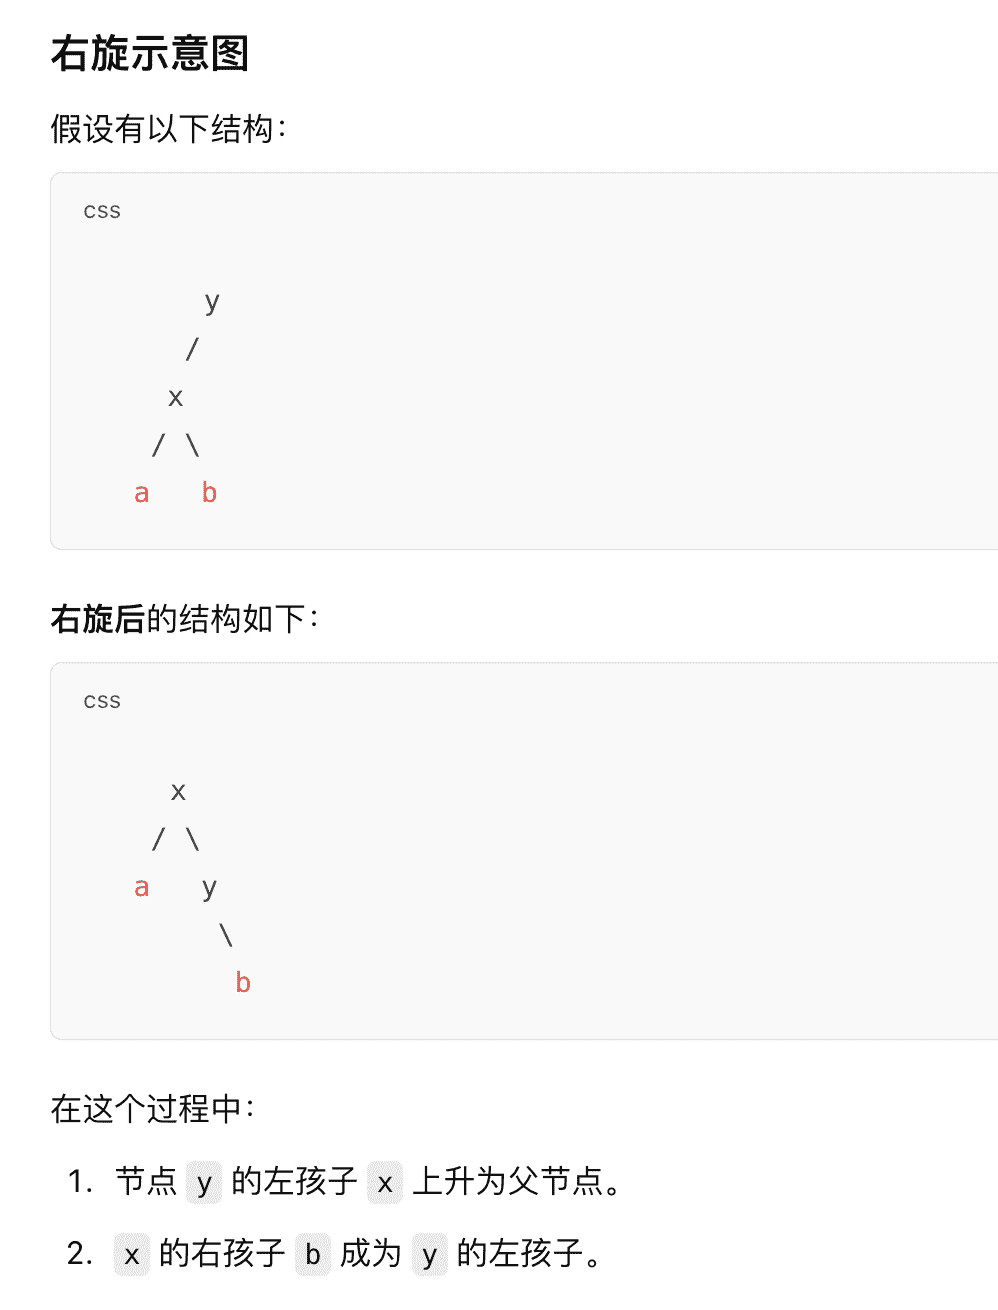 右旋示意图
假设有以下结构：
css
y
/
x
/ \
a b
右旋后的结构如下：
css
x
/ \
a y
\
b
在这个过程中：
1. 节点 y 的左孩子 x 上升为父节点。
2. x 的右孩子 b 成为 y 的左孩子。